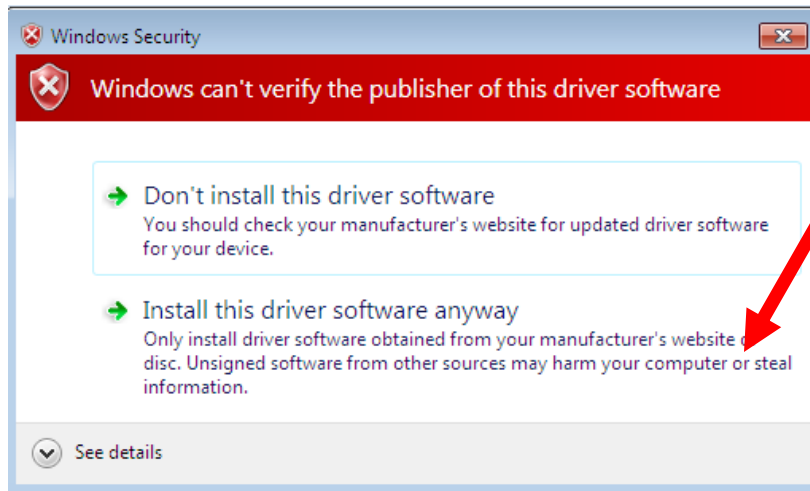 Windows Security
Windows can't verify the publisher of this driver software
Don't install this driver software
You should check your manufacturer's website for updated driver software
for your device.
Install this driver software anyway
Only install driver software obtained from your manufacturer's website
disc. Unsigned software from other sources may harm your computer or steal
information.
See details